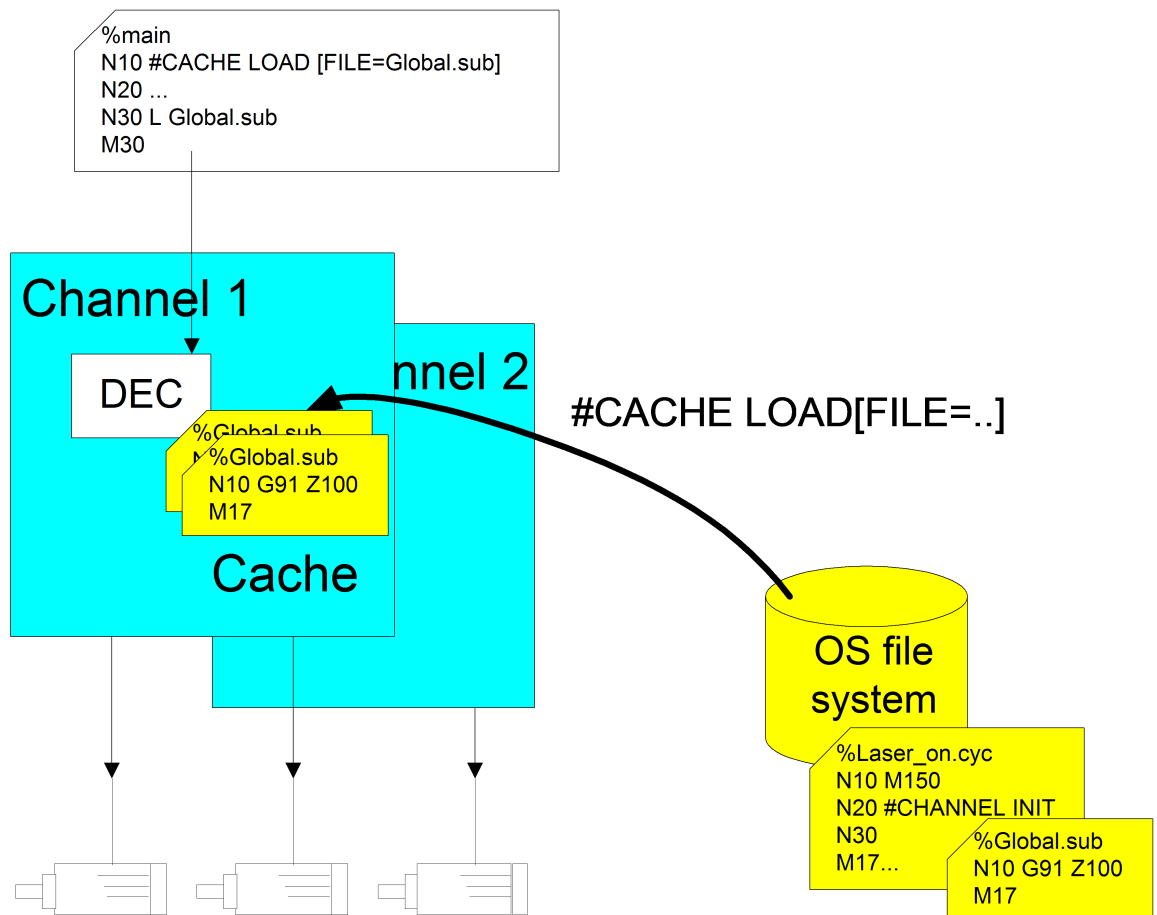 %main
N10 #CACHE LOAD [FILE=Global.sub]
N20 ...
N30 L Global.sub
M30
Channel 1
nnel 2
DEC
#CACHE LOAD[FILE=..]
%Global.sub
N
%Global.sub
N10 G91 Z100
M17
Cache
OS file
system
%Laser_on.cyc
N10 M150
N20 #CHANNEL INIT
N30
M17...
%Global.sub
N10 G91 Z100
M17